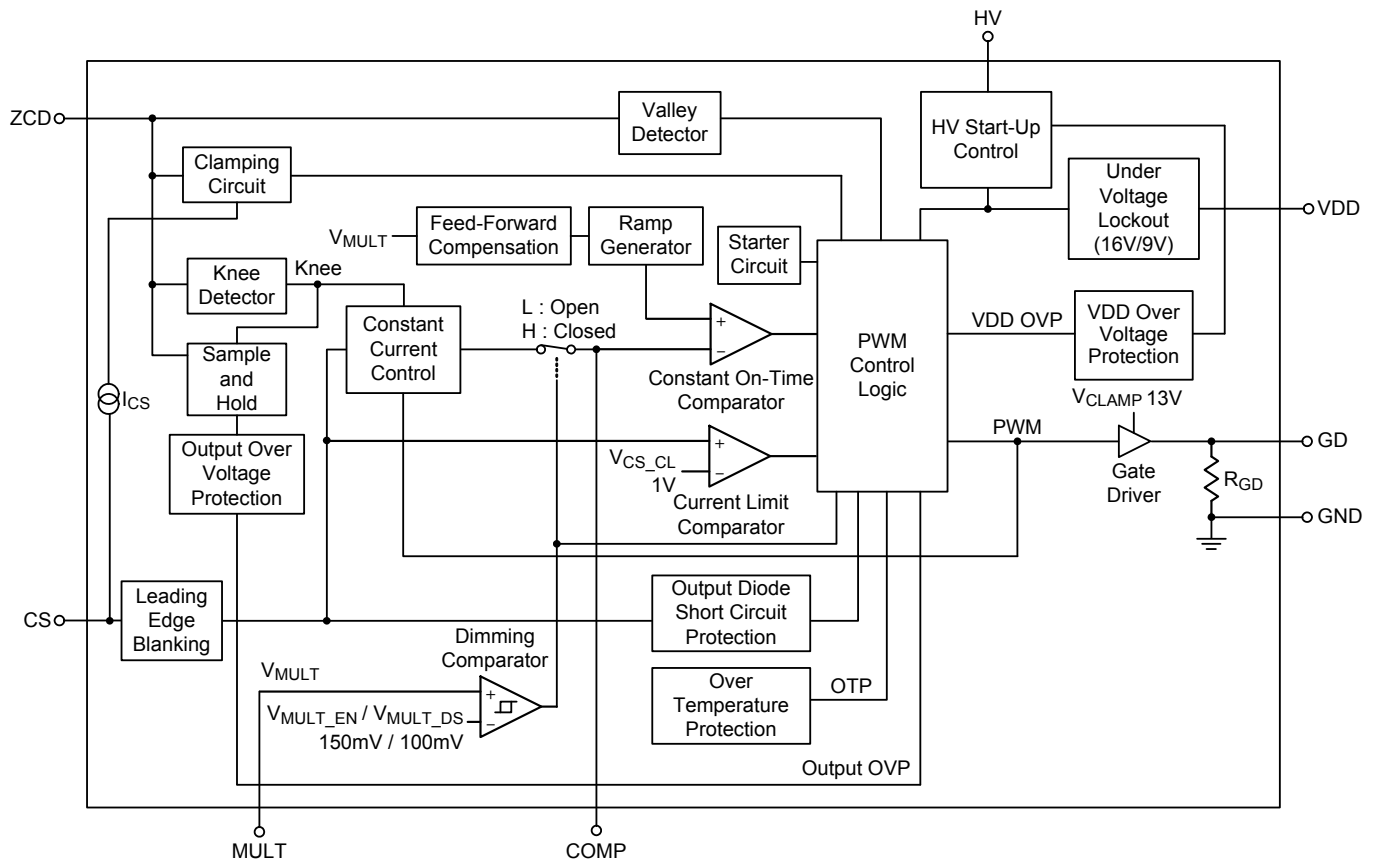 HV
ZCD
Valley
Detector
HV Start-Up
Control
Clamping
Circuit
Under
Voltage
Lockout
(16V/9V)
VDD
VMULT
Feed-Forward
Compensation
Ramp
Generator
Starter
Circuit
Knee
Detector
Knee
L : Open
H : Closed
Constant
Current
Control
Sample
and
Hold
ICS
Constant On-Time
Comparator
PWM
Control
Logic
VDD OVP
VDD Over
Voltage
Protection
VCLAMP 13V
Output Over
Voltage
Protection
VCS_CL
1V
Current Limit
Comparator
PWM
Gate
Driver
GD
RGD
GND
CS
Leading
Edge
Blanking
Output Diode
Short Circuit
Protection
Dimming
Comparator
VMULT
VMULT_EN / VMULT_DS
150mV / 100mV
Over
Temperature
Protection
OTP
Output OVP
MULT
COMP